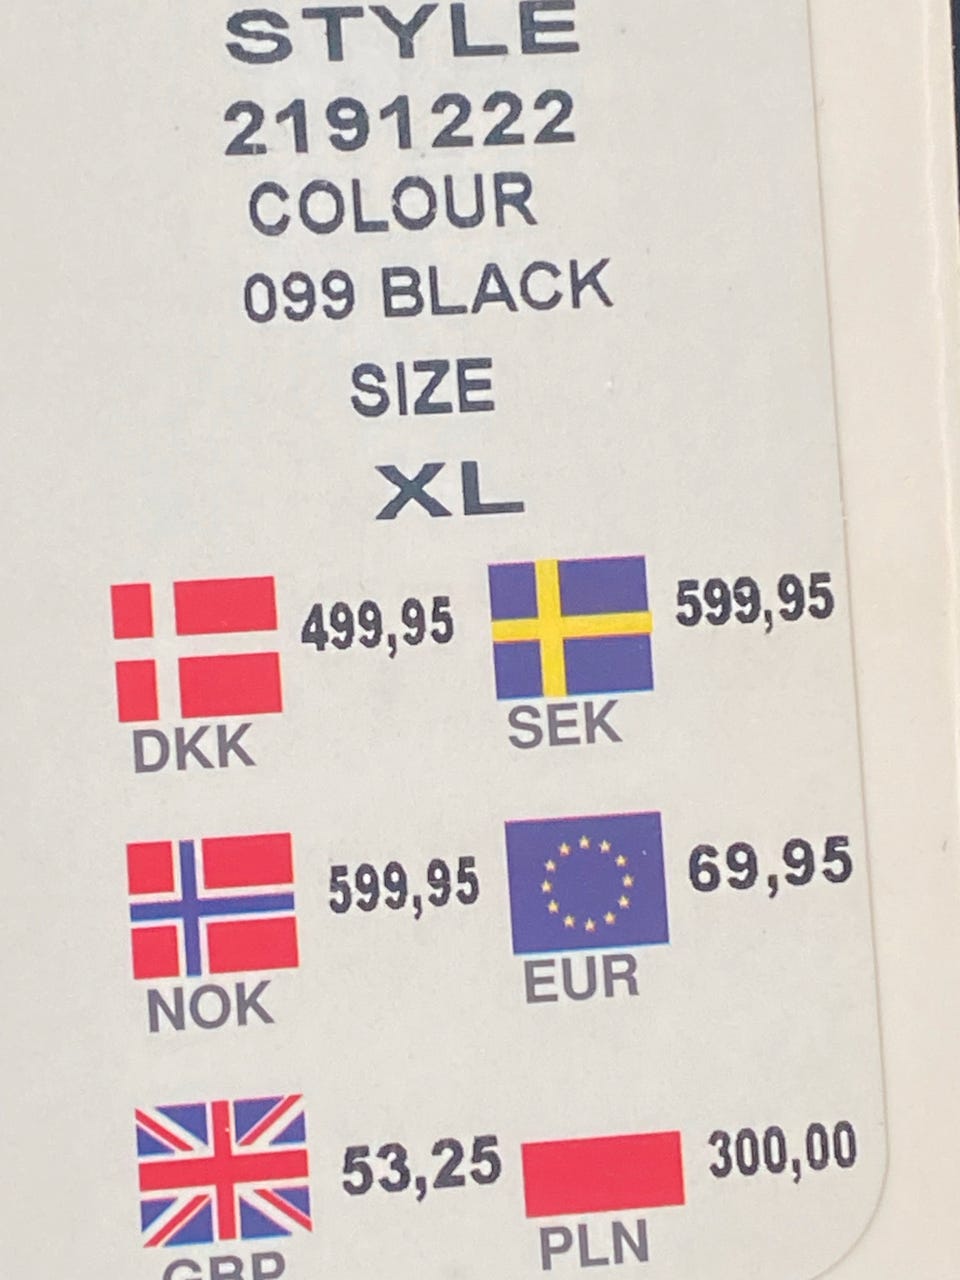 STYLE
2191222
COLOUR
099 BLACK
SIZE
XL
499,95 599,95
DKK SEK
599,95 69,95
NOK EUR
53,25 300,00
GBP PLN